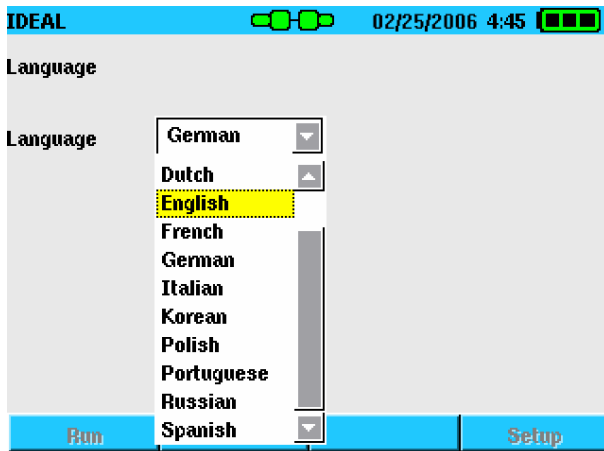 IDEAL 02/25/2006 4:45
Language
Language German
Dutch
English
French
German
Italian
Korean
Polish
Portuguese
Russian
Spanish
Run Setup